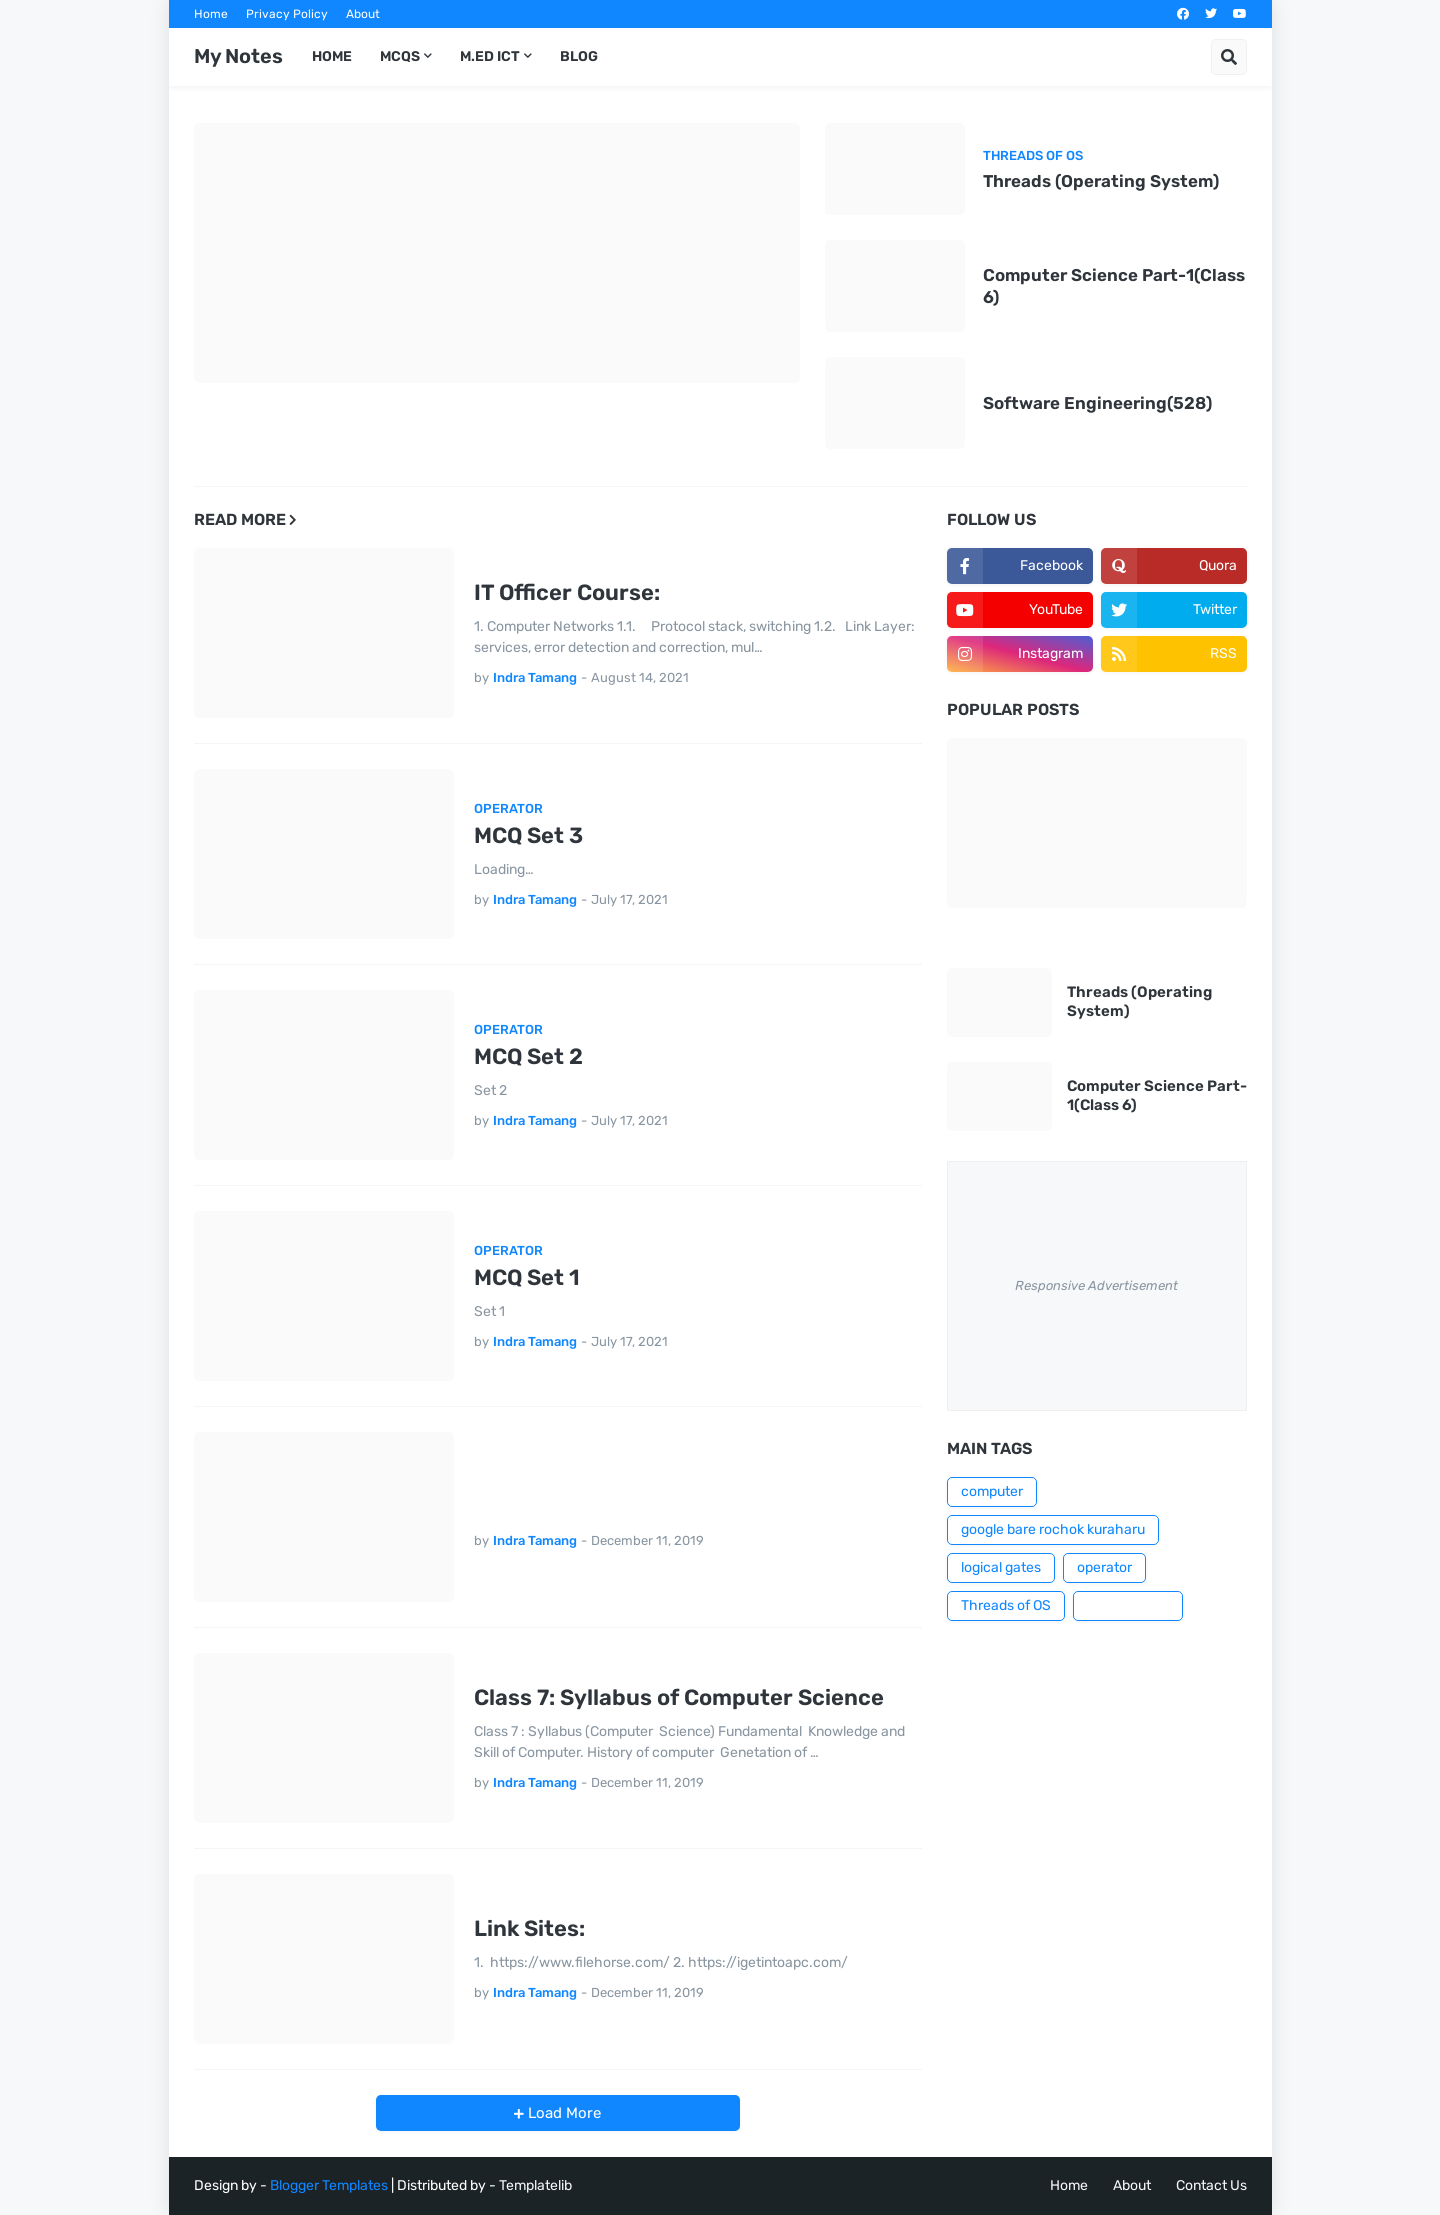 Home Privacy Policy About
My Notes HOME MCQS M.ED ICT BLOG
THREADS OF OS
Threads (Operating System)
Computer Science Part-1(Class
6)
Software Engineering(528)
READ MORE
IT Officer Course:
1. Computer Networks 1.1. Protocol stack, switching 1.2. Link Layer:
services, error detection and correction, mul…
by Indra Tamang - August 14, 2021
OPERATOR
MCQ Set 3
Loading…
by Indra Tamang - July 17, 2021
OPERATOR
MCQ Set 2
Set 2
by Indra Tamang - July 17, 2021
OPERATOR
MCQ Set 1
Set 1
by Indra Tamang - July 17, 2021
by Indra Tamang - December 11, 2019
Class 7: Syllabus of Computer Science
Class 7 : Syllabus (Computer Science) Fundamental Knowledge and
Skill of Computer. History of computer Genetation of …
by Indra Tamang - December 11, 2019
Link Sites:
1. https://www.filehorse.com/ 2. https://igetintoapc.com/
by Indra Tamang - December 11, 2019
+ Load More
FOLLOW US
Facebook Quora
YouTube Twitter
Instagram RSS
POPULAR POSTS
Threads (Operating
System)
Computer Science Part-
1(Class 6)
Responsive Advertisement
MAIN TAGS
computer
google bare rochok kuraharu
logical gates operator
Threads of OS
Design by - Blogger Templates | Distributed by - Templatelib
Home About Contact Us